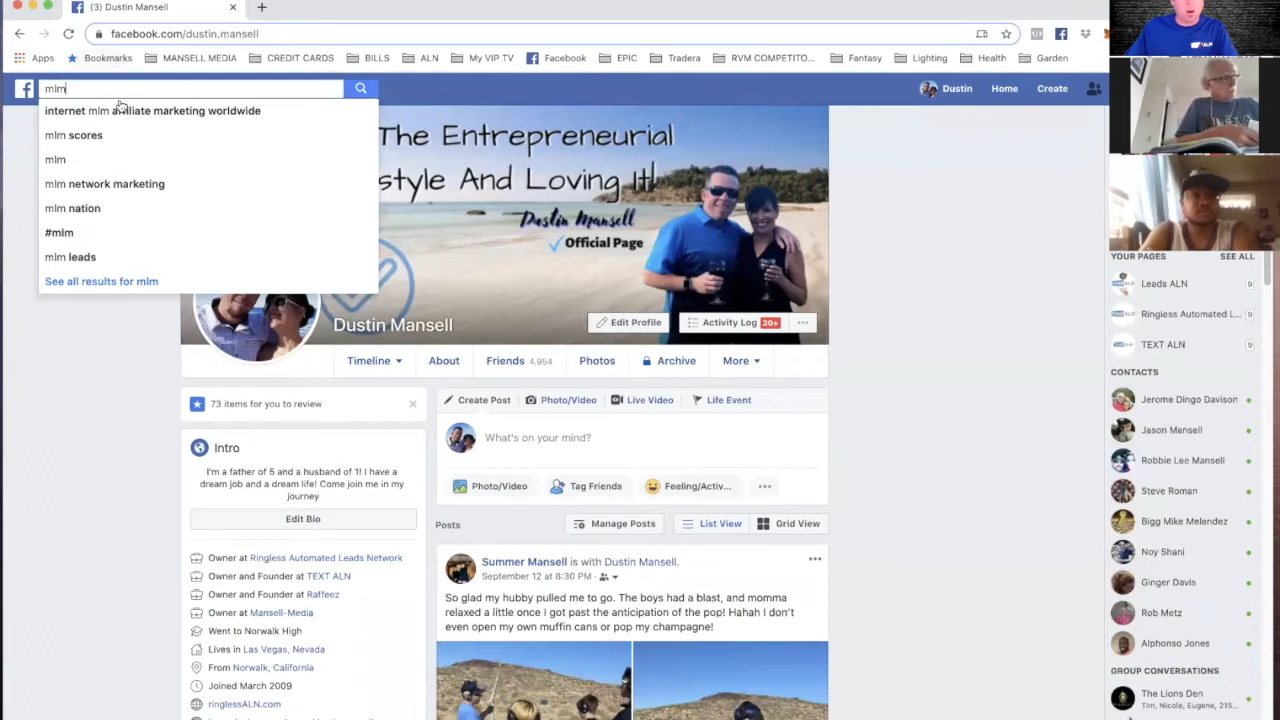 (3) Dustin Mansell
facebook.com/dustin.mansell
Apps Bookmarks MANSELL MEDIA CREDIT CARDS BILLS ALN My VIP TV Facebook EPIC Tradera RVM COMPETITO... Fantasy Lighting Health Garden
mlm
Dustin Home Create
internet mlm affiliate marketing worldwide
mlm scores
mlm
mlm network marketing
mlm nation
#mlm
mlm leads
See all results for mlm
The Entrepreneurial
style And Loving It!
Dustin Mansell
Official Page
Dustin Mansell
Edit Profile
Activity Log 20+
Timeline About Friends 4,954 Photos Archive More
73 items for you to review
Intro
I'm a father of 5 and a husband of 1! I have a
dream job and a dream life! Come join me in my
journey
Edit Bio
Owner at Ringless Automated Leads Network
Owner and Founder at TEXT ALN
Owner and Founder at Raffeez
Owner at Mansell-Media
Went to Norwalk High
Lives in Las Vegas, Nevada
From Norwalk, California
Joined March 2009
ringlessALN.com
Create Post Photo/Video Live Video Life Event
What's on your mind?
Photo/Video Tag Friends Feeling/Activ...
Posts Manage Posts List View Grid View
Summer Mansell is with Dustin Mansell.
September 12 at 8:30 PM ·
So glad my hubby pulled me to go. The boys had a blast, and momma
relaxed a little once I got past the anticipation of the pop! Hahah I don't
even open my own muffin cans or pop my champagne!
YOUR PAGES SEE ALL
Leads ALN 9
Ringless Automated L... 9
TEXT ALN 9
CONTACTS
Jerome Dingo Davison
Jason Mansell
Robbie Lee Mansell
Steve Roman
Bigg Mike Melendez
Noy Shani
Ginger Davis
Rob Metz
Alphonso Jones
GROUP CONVERSATIONS
The Lions Den
Tim, Nicole, Eugene, 215...